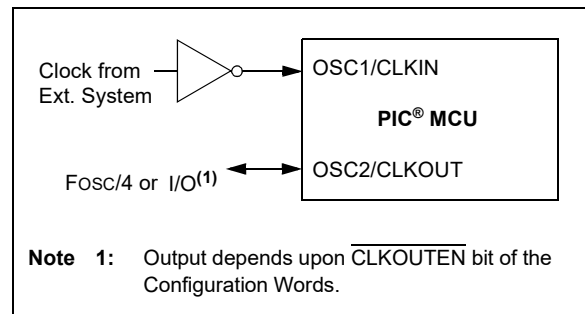 Clock from
Ext. System
OSC1/CLKIN
PIC® MCU
FOSC/4 or I/O(1)
OSC2/CLKOUT
Note 1: Output depends upon CLKOUTEN bit of the
Configuration Words.